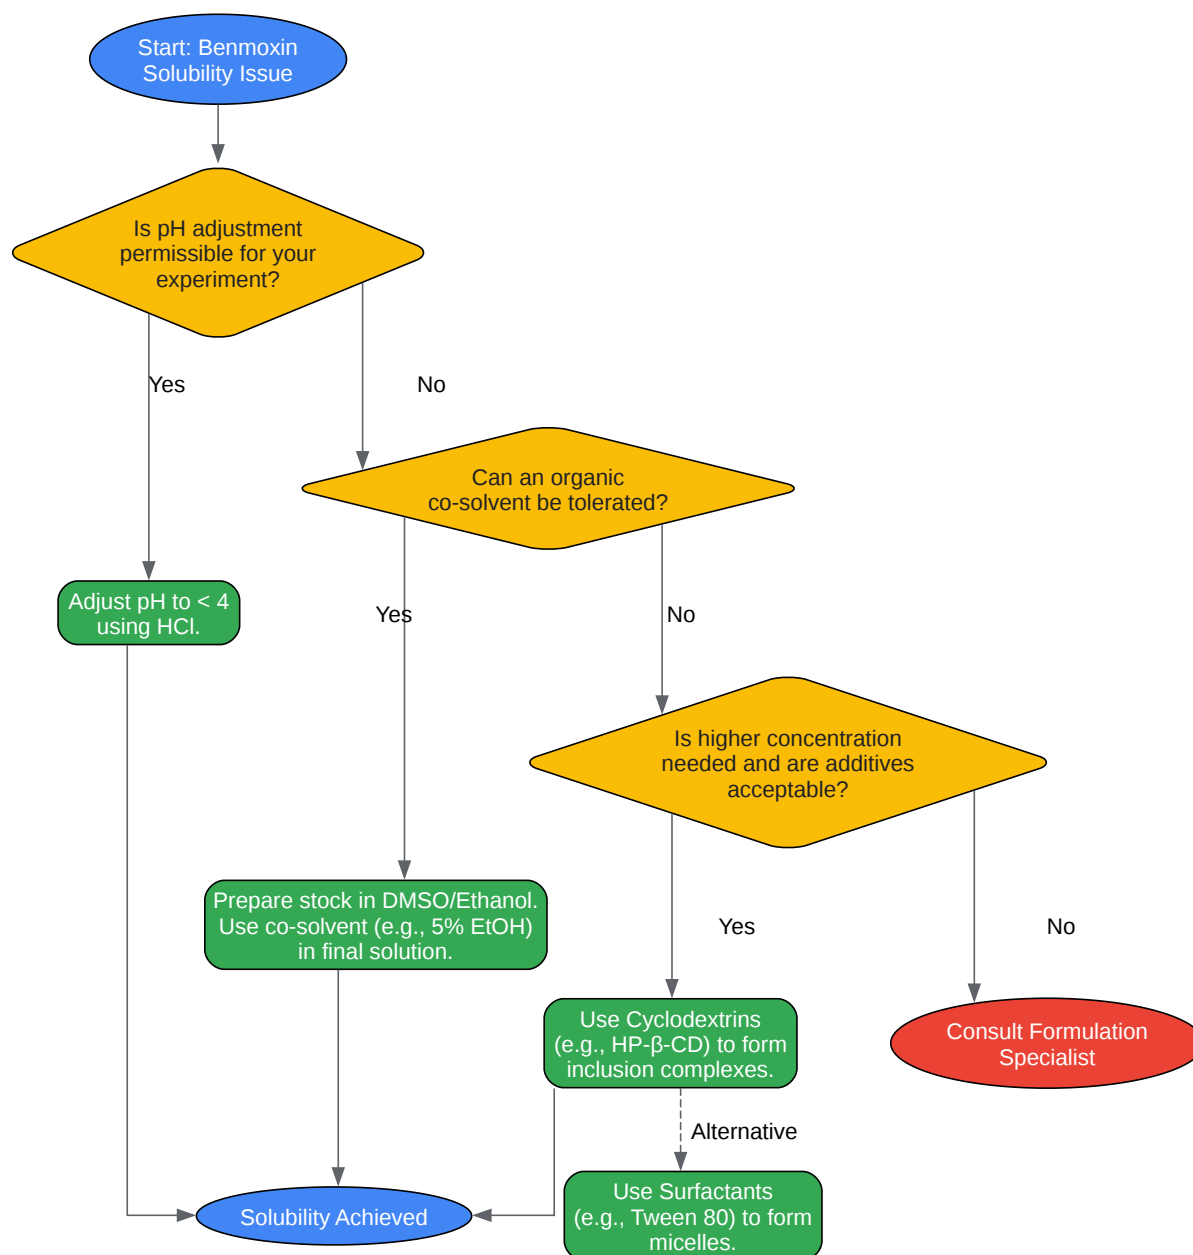 Start: Benmoxin
Solubility Issue
Is pH adjustment
permissible for your
experiment?
Yes
No
Can an organic
co-solvent be tolerated?
Adjust pH to < 4
using HCl.
Yes
No
Is higher concentration
needed and are additives
acceptable?
Prepare stock in DMSO/Ethanol.
Use co-solvent (e.g., 5% EtOH)
in final solution.
Yes
No
Use Cyclodextrins
(e.g., HP-β-CD) to form
inclusion complexes.
Consult Formulation
Specialist
Alternative
Solubility Achieved
Use Surfactants
(e.g., Tween 80) to form
micelles.